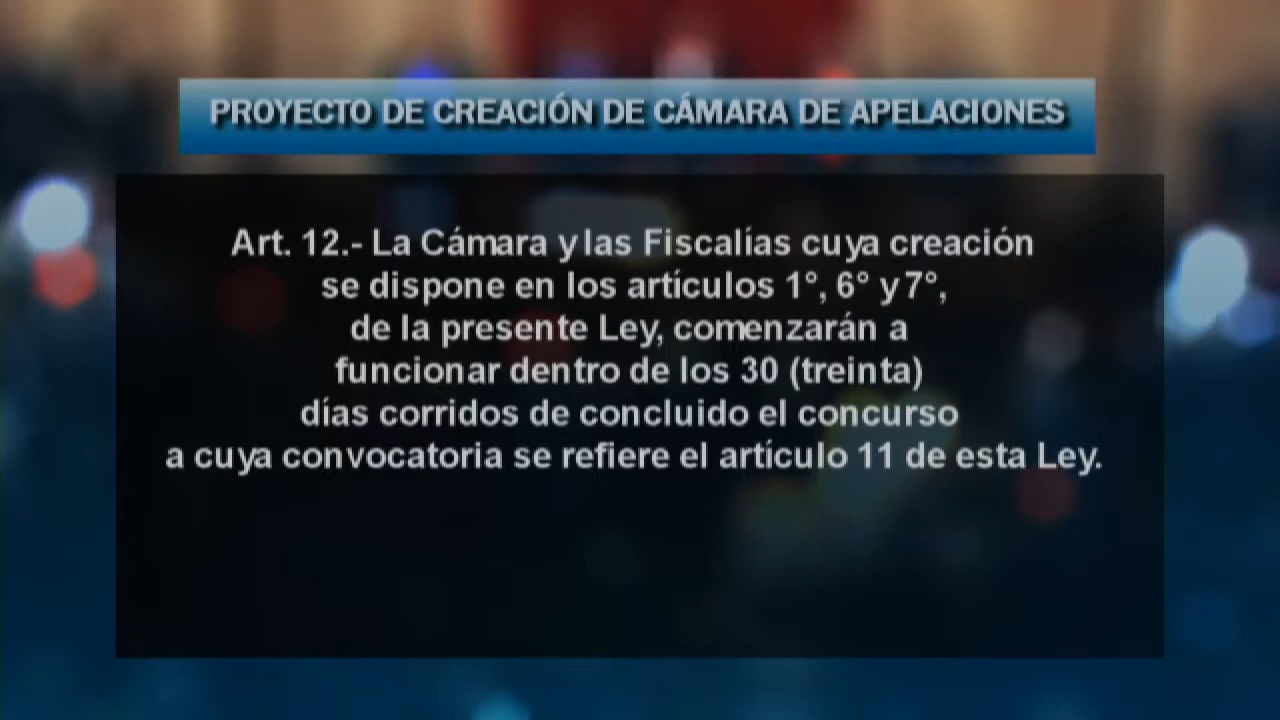 PROYECTO DE CREACIÓN DE CÁMARA DE APELACIONES
Art. 12.- La Cámara y las Fiscalías cuya creación
se dispone en los artículos 1°, 6° y 7°,
de la presente Ley, comenzarán a
funcionar dentro de los 30 (treinta)
días corridos de concluido el concurso
a cuya convocatoria se refiere el artículo 11 de esta Ley.